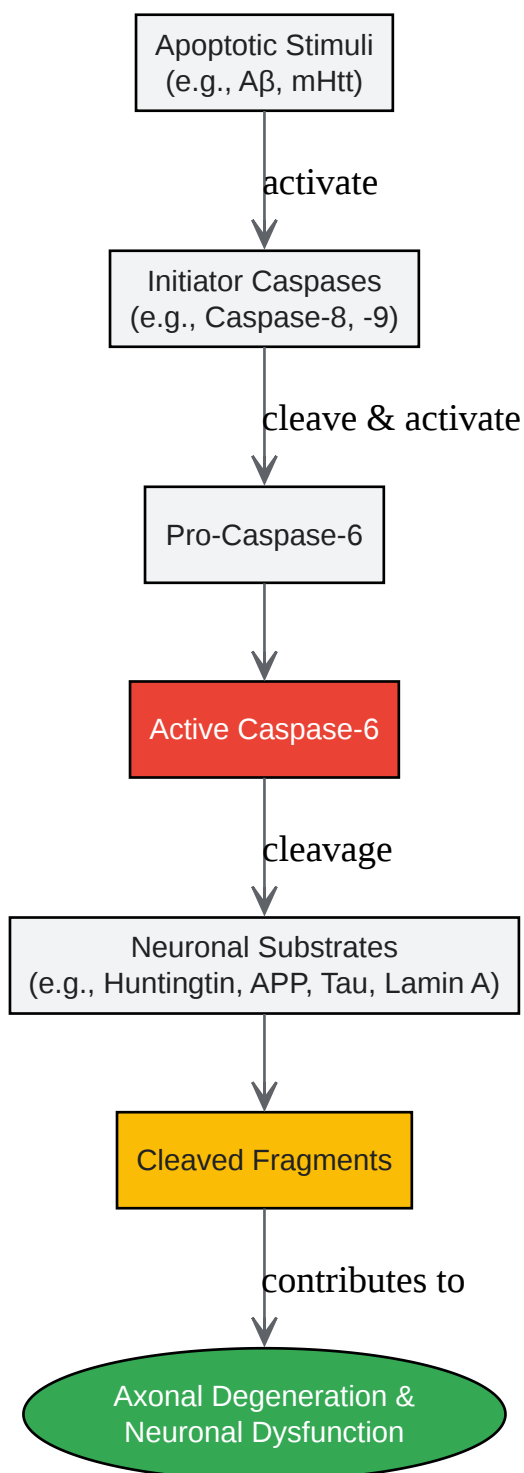 Apoptotic Stimuli
(e.g., Aβ, mHtt)
activate
Initiator Caspases
(e.g., Caspase-8, -9)
cleave & activate
Pro-Caspase-6
Active Caspase-6
cleavage
Neuronal Substrates
(e.g., Huntingtin, APP, Tau, Lamin A)
Cleaved Fragments
contributes to
Axonal Degeneration &
Neuronal Dysfunction